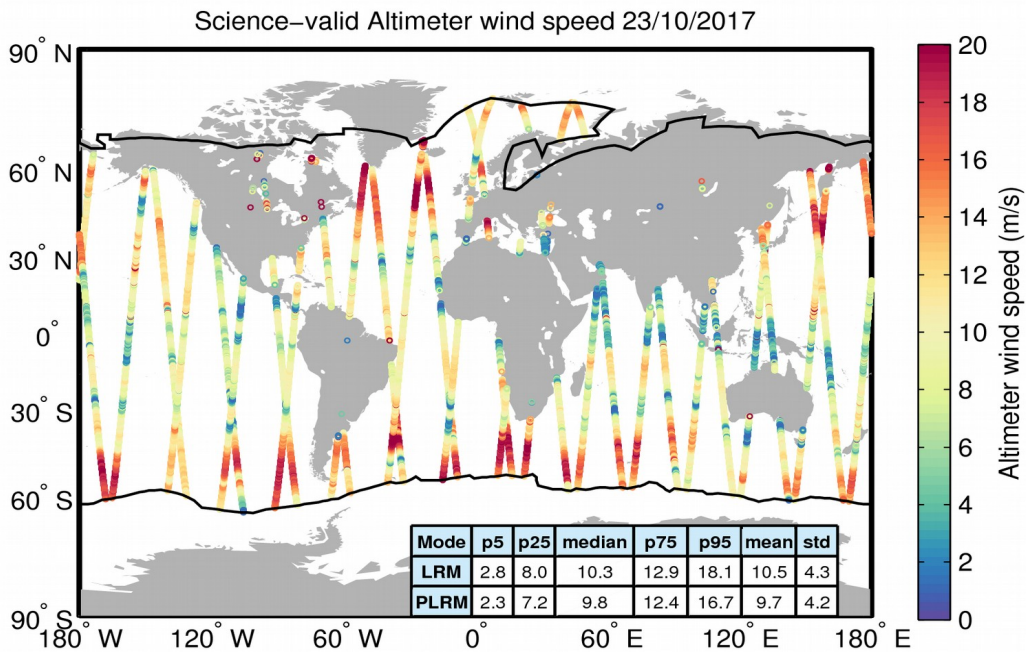 Science−valid Altimeter wind speed 23/10/2017
90° N
60° N
30° N
0°
30° S
60° S
90° S
180° W
120° W
60° W
0°
60° E
120° E
180° E
Mode p5 p25 median p75 p95 mean std
LRM 2.8 8.0 10.3 12.9 18.1 10.5 4.3
PLRM 2.3 7.2 9.8 12.4 16.7 9.7 4.2
20
18
16
14
12
10
8
6
4
2
0
Altimeter wind speed (m/s)